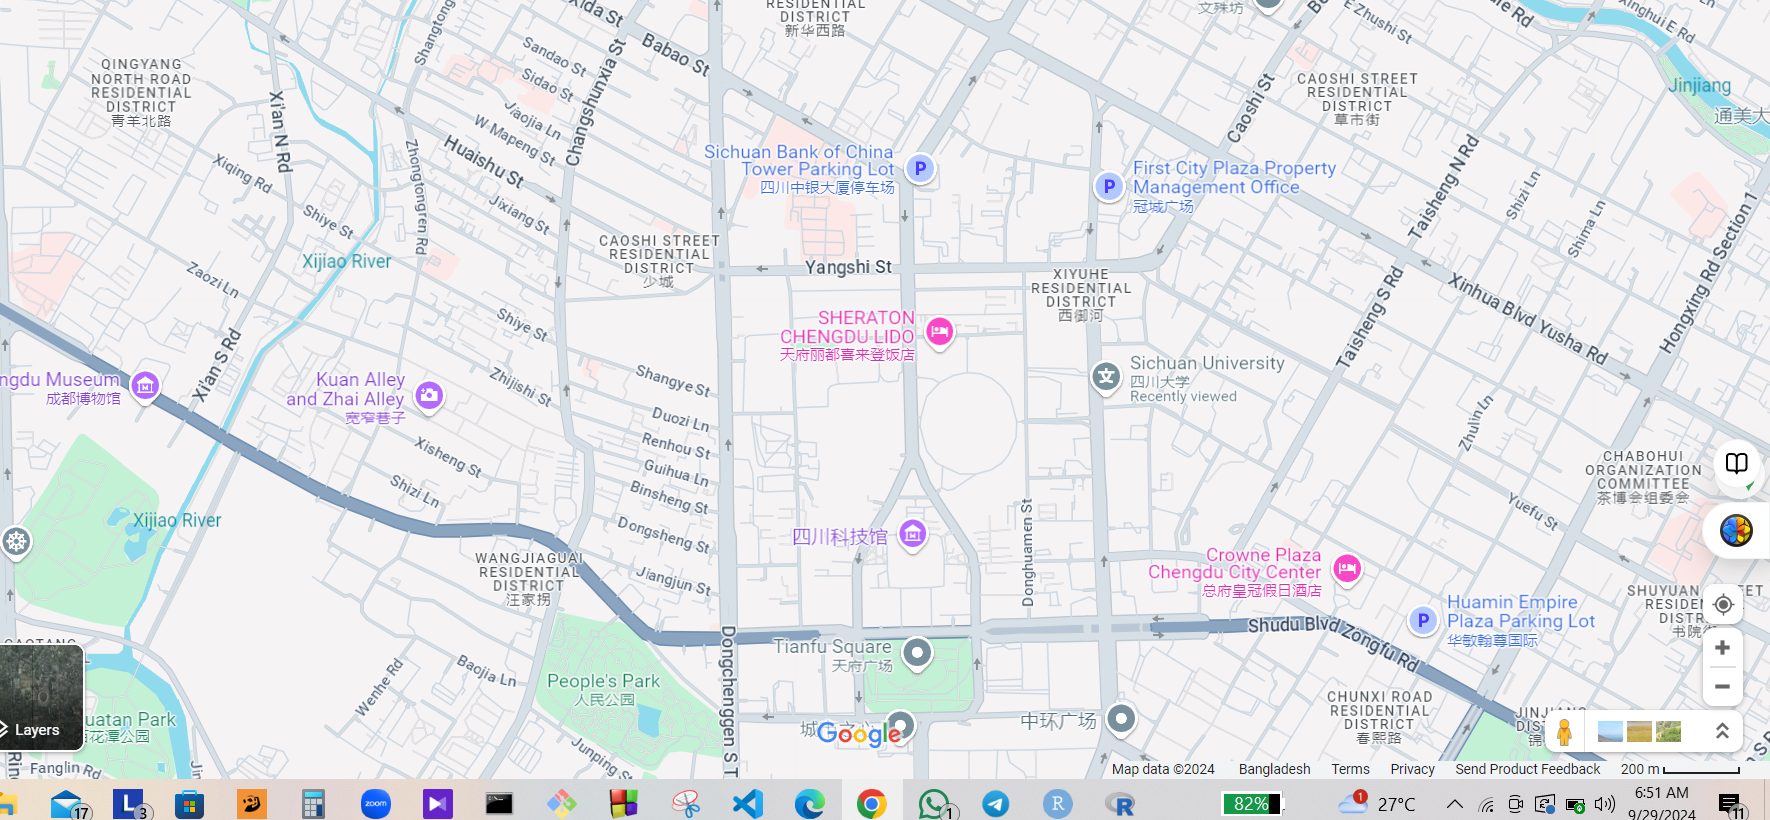 RESIDENTIAL
DISTRICT
新华西路
文殊坊
E Zhushi St
Xinghui E Rd
Babao St
Sandao St
Sidao St
Jiaojia Ln
W Mapeng St
Huaishu St
Jixiang St
Changshunxia St
QINGYANG
NORTH ROAD
RESIDENTIAL
DISTRICT
青羊北路
Xi'an N Rd
Xiqing Rd
Shiye St
Zhongtongren Rd
Xijiao River
Zaozi Ln
Xi'an S Rd
Sichuan Bank of China
Tower Parking Lot
四川中银大厦停车场
P
P
First City Plaza Property
Management Office
冠城广场
Caoshi St
CAOSHI STREET
RESIDENTIAL
DISTRICT
草市街
Jinjiang
通美大
Taisheng N Rd
Shizi Ln
Shima Ln
Hongxing Rd Section 1
CAOSHI STREET
RESIDENTIAL
DISTRICT
少城
Yangshi St
XIYUHE
RESIDENTIAL
DISTRICT
西御河
Xinhua Blvd Yusha Rd
Taisheng S Rd
SHERATON
CHENGDU LIDO
天府丽都喜来登饭店
Sichuan University
四川大学
Recently viewed
文
ngdu Museum
成都博物馆
Kuan Alley
and Zhai Alley
宽窄巷子
Shiye St
Zhijishi St
Shangye St
Duozi Ln
Renhou St
Guihua Ln
Binsheng St
Dongsheng St
Jiangjun St
Xisheng St
Shizi Ln
Xijiao River
Zhulin Ln
CHABOHUI
ORGANIZATION
COMMITTEE
茶博会组委会
Yuefu St
四川科技馆
Donghuamen St
Crowne Plaza
Chengdu City Center
总府皇冠假日酒店
WANGJIAGUAI
RESIDENTIAL
DISTRICT
汪家拐
P
Huamin Empire
Plaza Parking Lot
华敏翰尊国际
Shudu Blvd Zongfu Rd
Tianfu Square
天府广场
Dongchenggen S
People's Park
人民公园
Wenhe Rd
Baojia Ln
Junping St
uatan Park
花潭公园
Fanglin Rd
Layers
Google
中环广场
CHUNXI ROAD
RESIDENTIAL
DISTRICT
春熙路
Map data ©2024
Bangladesh
Terms
Privacy
Send Product Feedback
200 m
17
3
zoom
1
R
R
82%
1
27°C
6:51 AM
9/29/2024
11